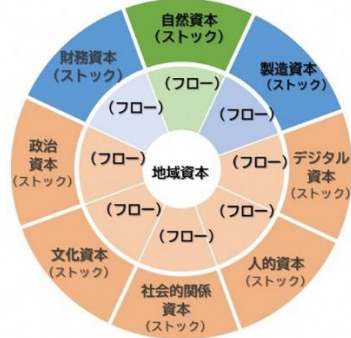 自然資本
(ストック)
製造資本
(ストック)
デジタル
資本
(ストック)
人的資本
(ストック)
社会的関係
資本
(ストック)
文化資本
(ストック)
政治
資本
(ストック)
財務資本
(ストック)
(フロー)
(フロー)
(フロー)
(フロー)
(フロー)
(フロー)
(フロー)
(フロー)
地域資本